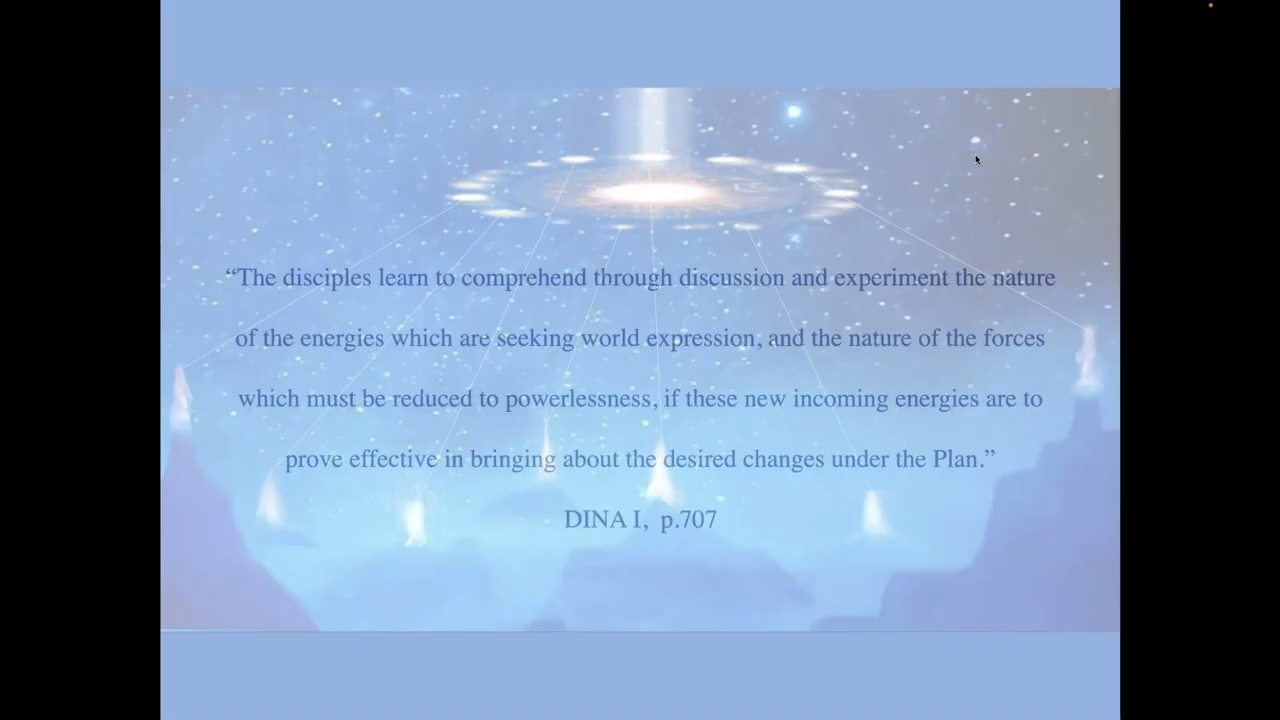 “The disciples learn to comprehend through discussion and experiment the nature
of the energies which are seeking world expression, and the nature of the forces
which must be reduced to powerlessness, if these new incoming energies are to
prove effective in bringing about the desired changes under the Plan.”
DINA I, p.707